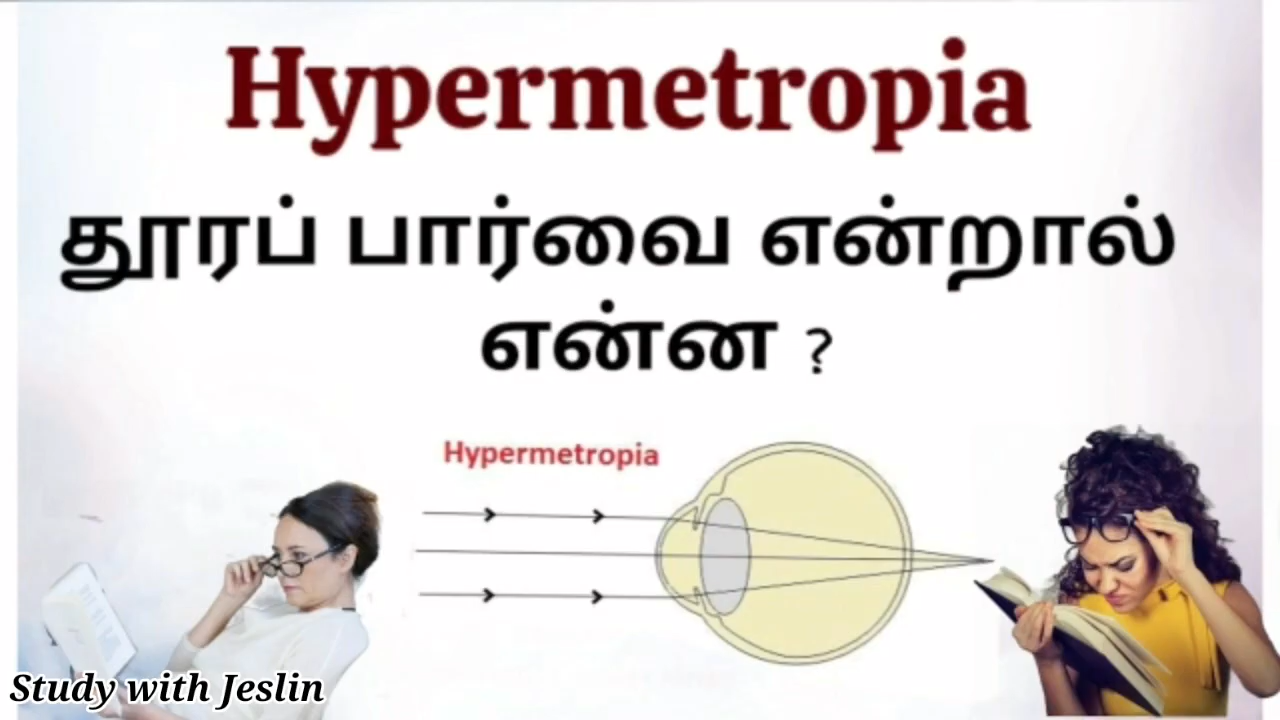 Hypermetropia
தூரப் பார்வை என்றால்
என்ன ?
Hypermetropia
Study with Jeslin